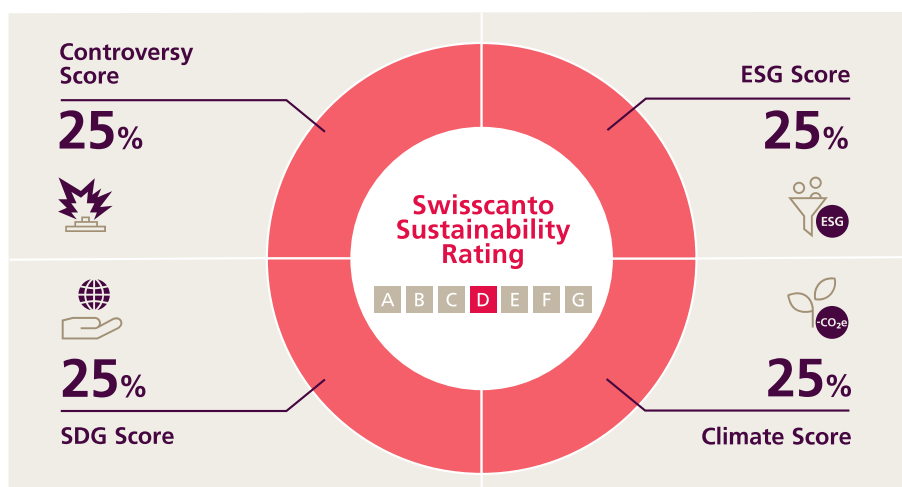 Controversy
Score
25%
ESG Score
25%
ESG
Swisscanto
Sustainability
Rating
A B C D E F G
25%
SDG Score
-CO₂e
25%
Climate Score